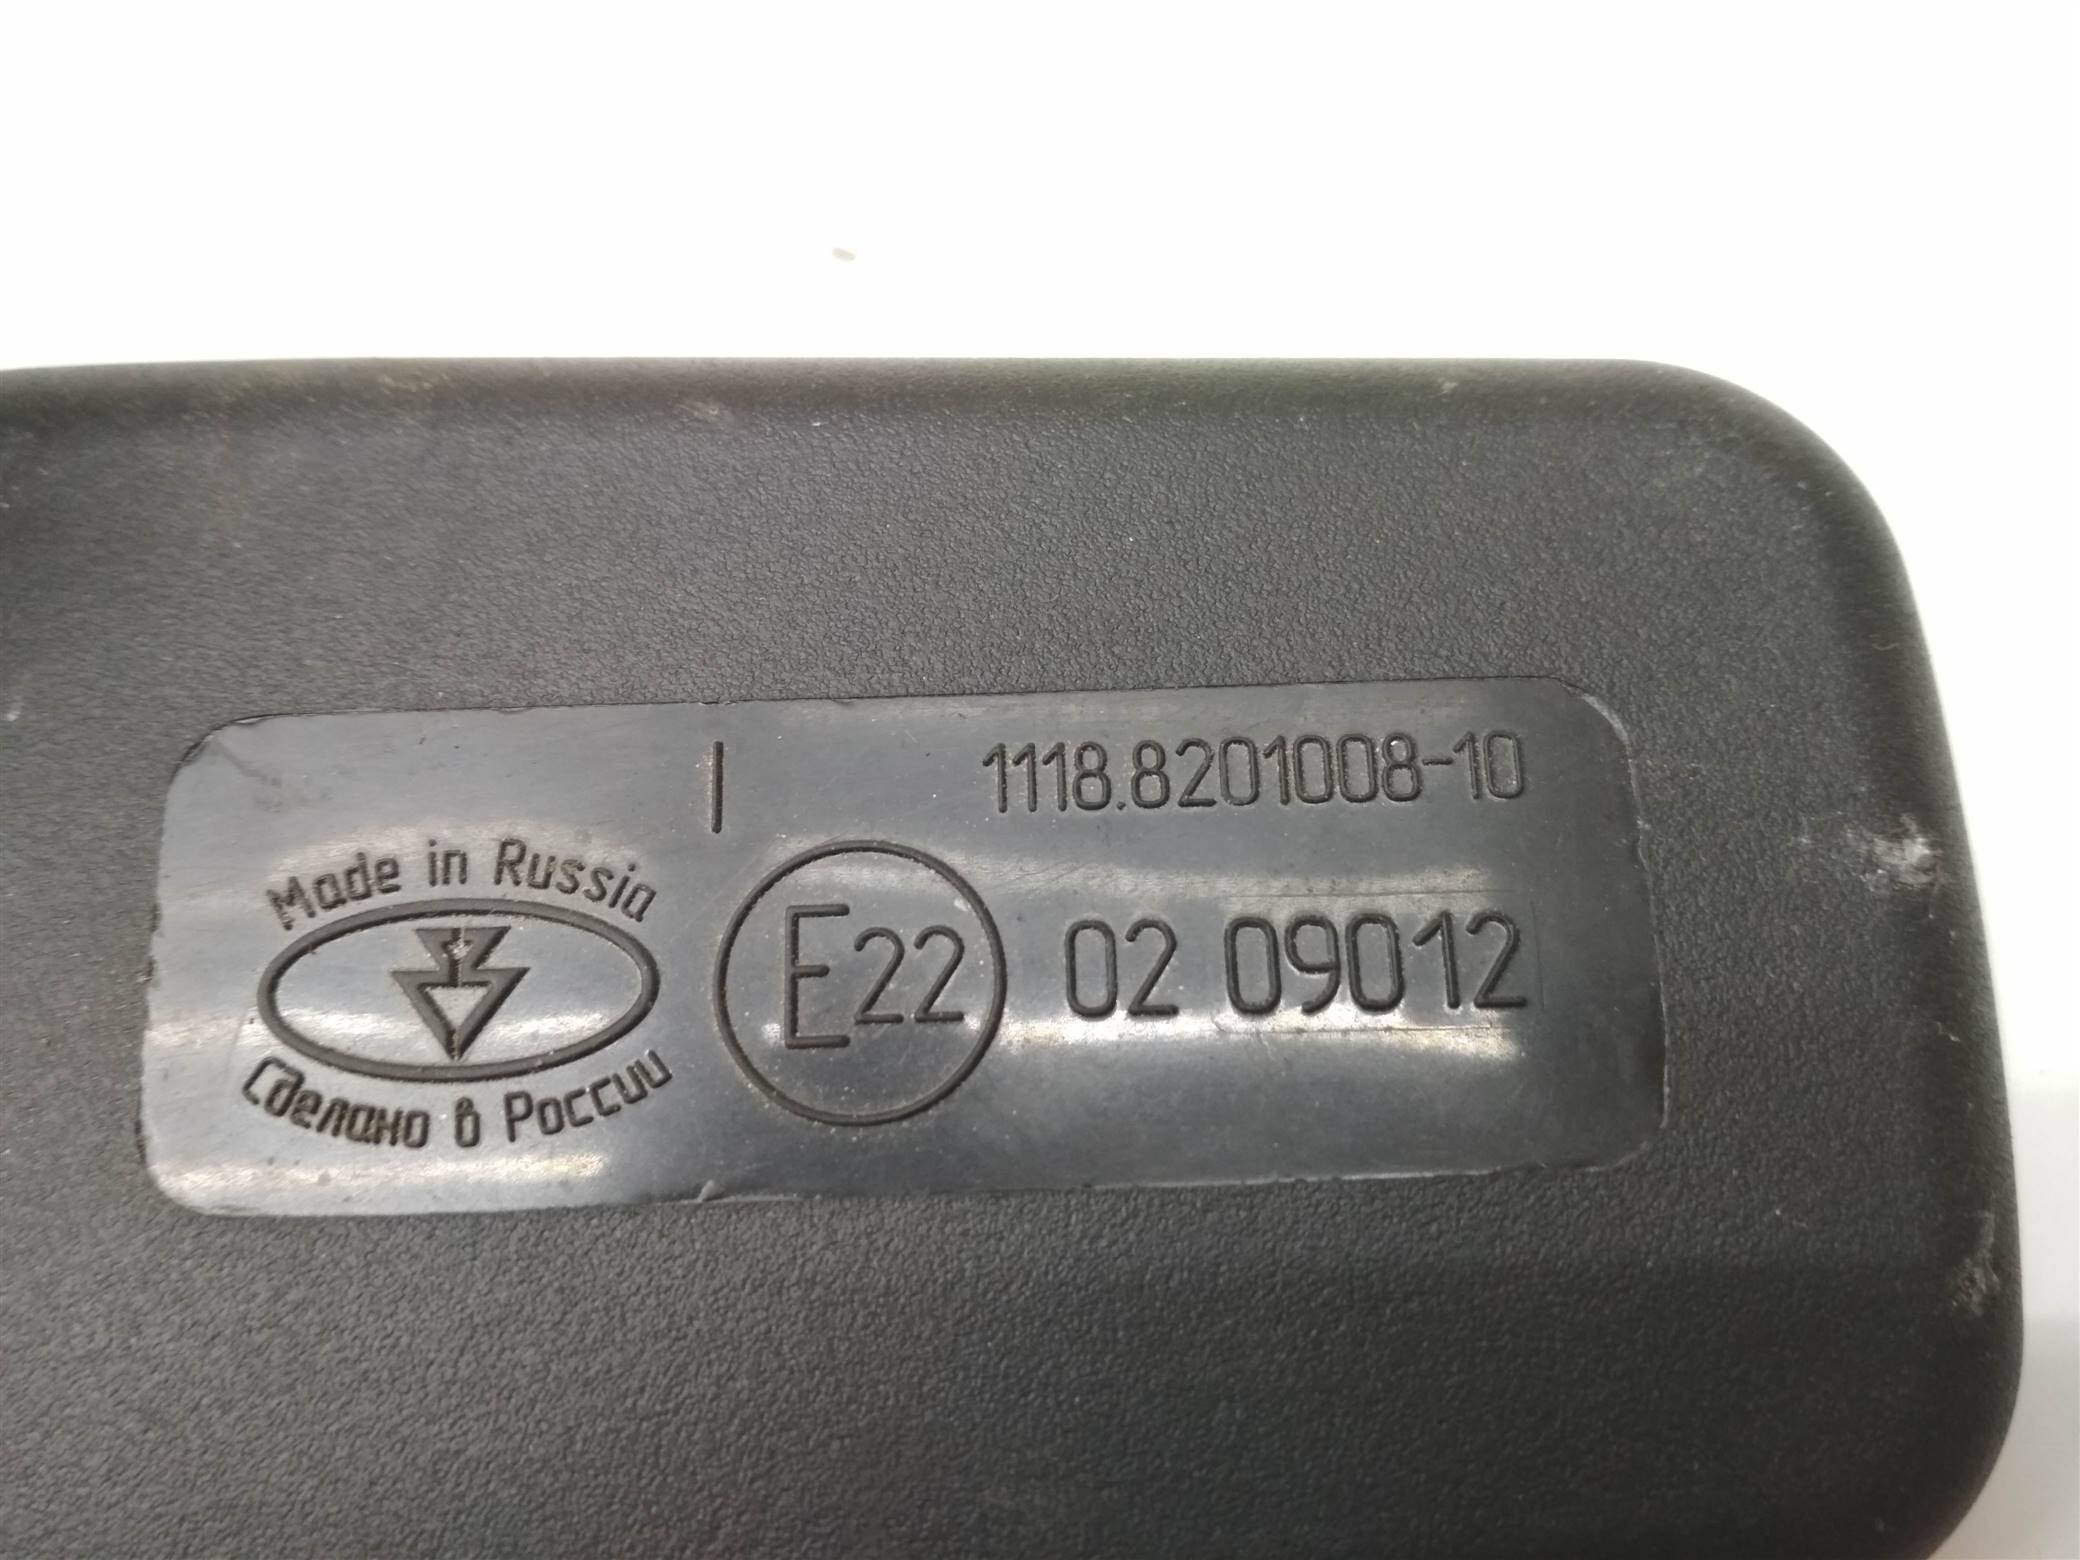 I 1118.8201008-10
Made in Russia
E22 02 09012
Сделано в России